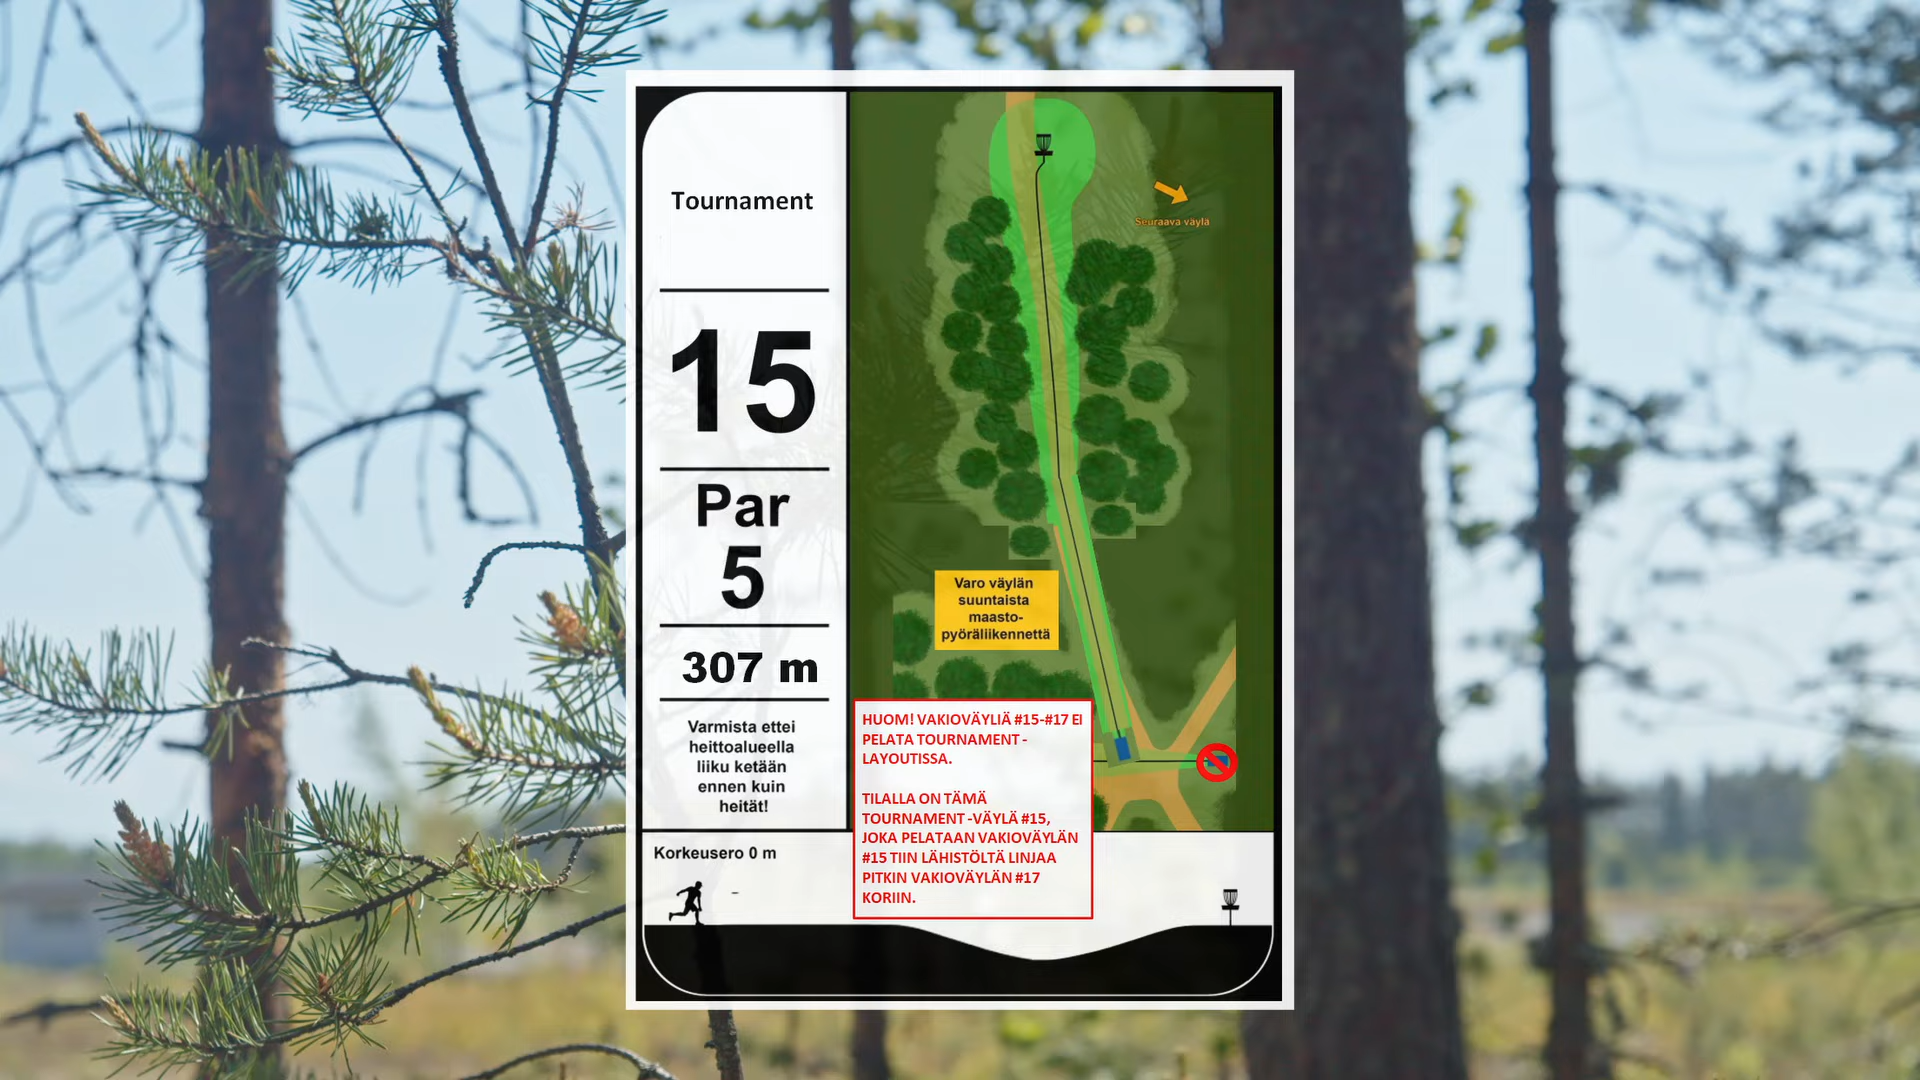 Tournament
15
Par
5
307 m
Varmista ettei
heittoalueella
liiku ketään
ennen kuin
heität!
Seuraava väylä
Varo väylän
suuntaista
maasto-
pyöräliikennettä
HUOM! VAKIOVÄYLIÄ #15-#17 EI
PELATA TOURNAMENT -
LAYOUTISSA.
TILALLA ON TÄMÄ
TOURNAMENT -VÄYLÄ #15,
JOKA PELATAAN VAKIOVÄYLÄN
#15 TIIN LÄHISTÖLTÄ LINJAA
PITKIN VAKIOVÄYLÄN #17
KORIIN.
Korkeusero 0 m